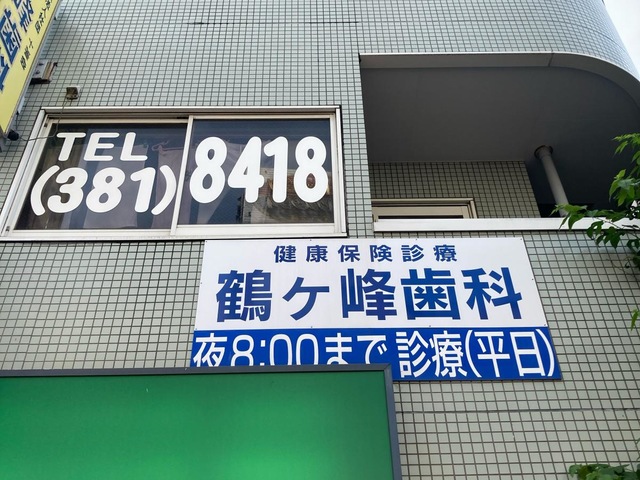 TEL
(381) 8418
健康保険診療
鶴ヶ峰歯科
夜8:00まで診療(平日)